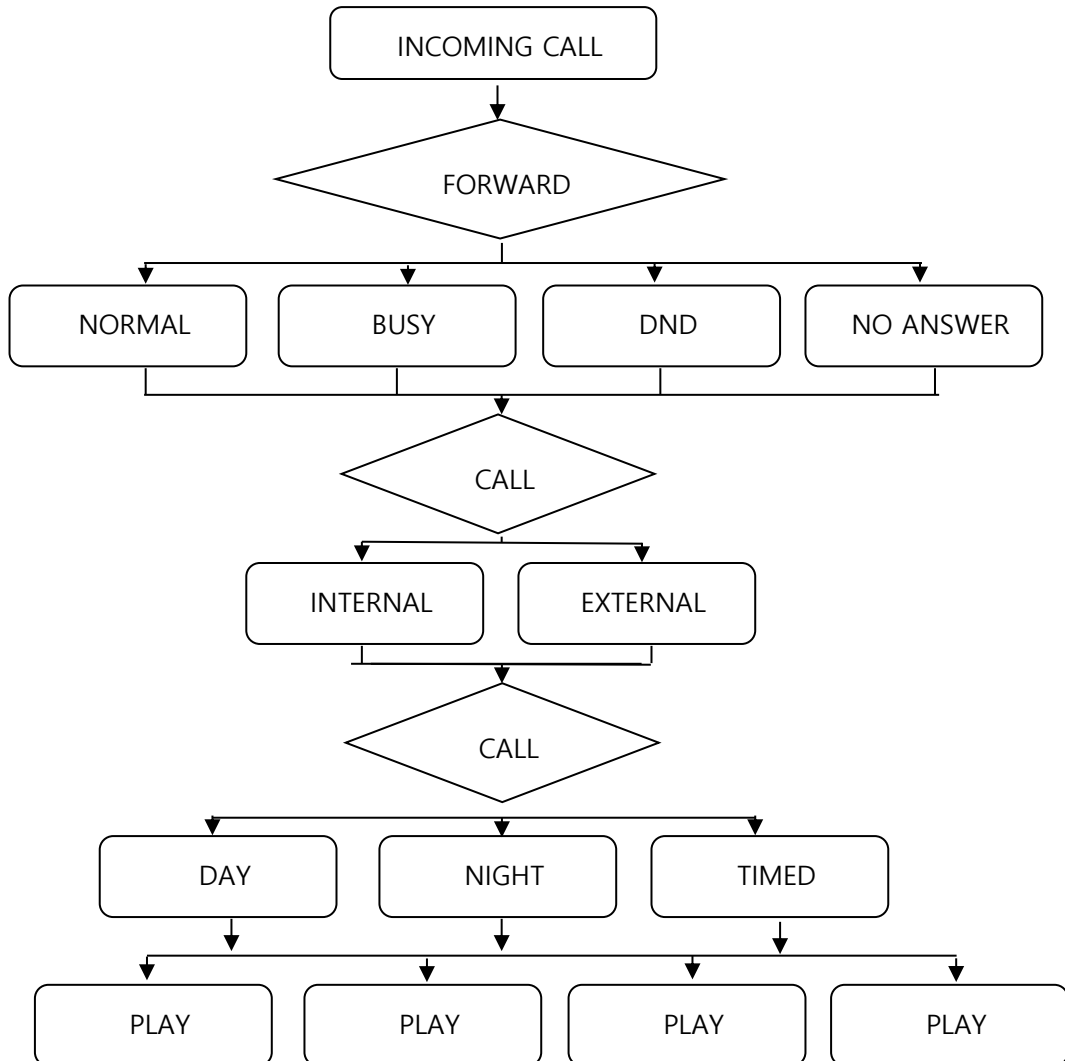 INCOMING CALL
FORWARD
NORMAL
BUSY
DND
NO ANSWER
CALL
INTERNAL
EXTERNAL
CALL
DAY
NIGHT
TIMED
PLAY
PLAY
PLAY
PLAY